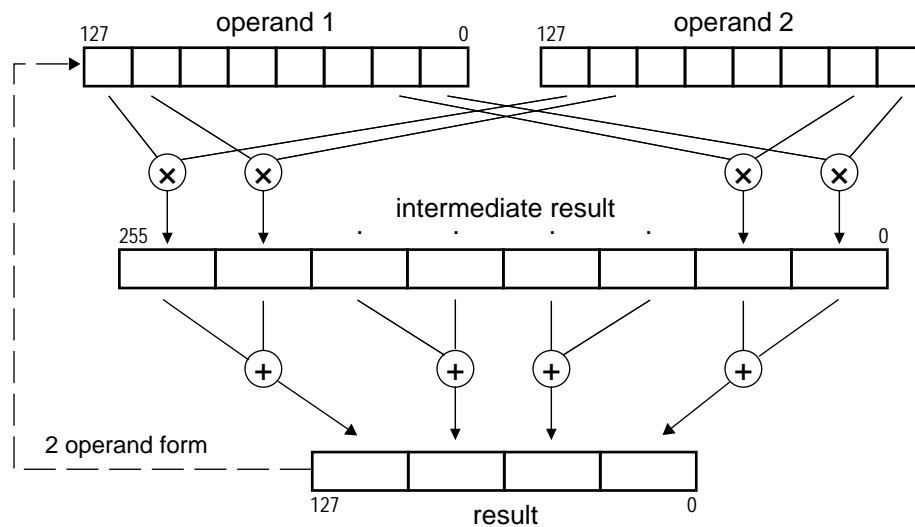 operand 1
operand 2
127
0
127
×
×
×
×
intermediate result
255
. . . .
0
+
+
+
+
2 operand form
127
0
result